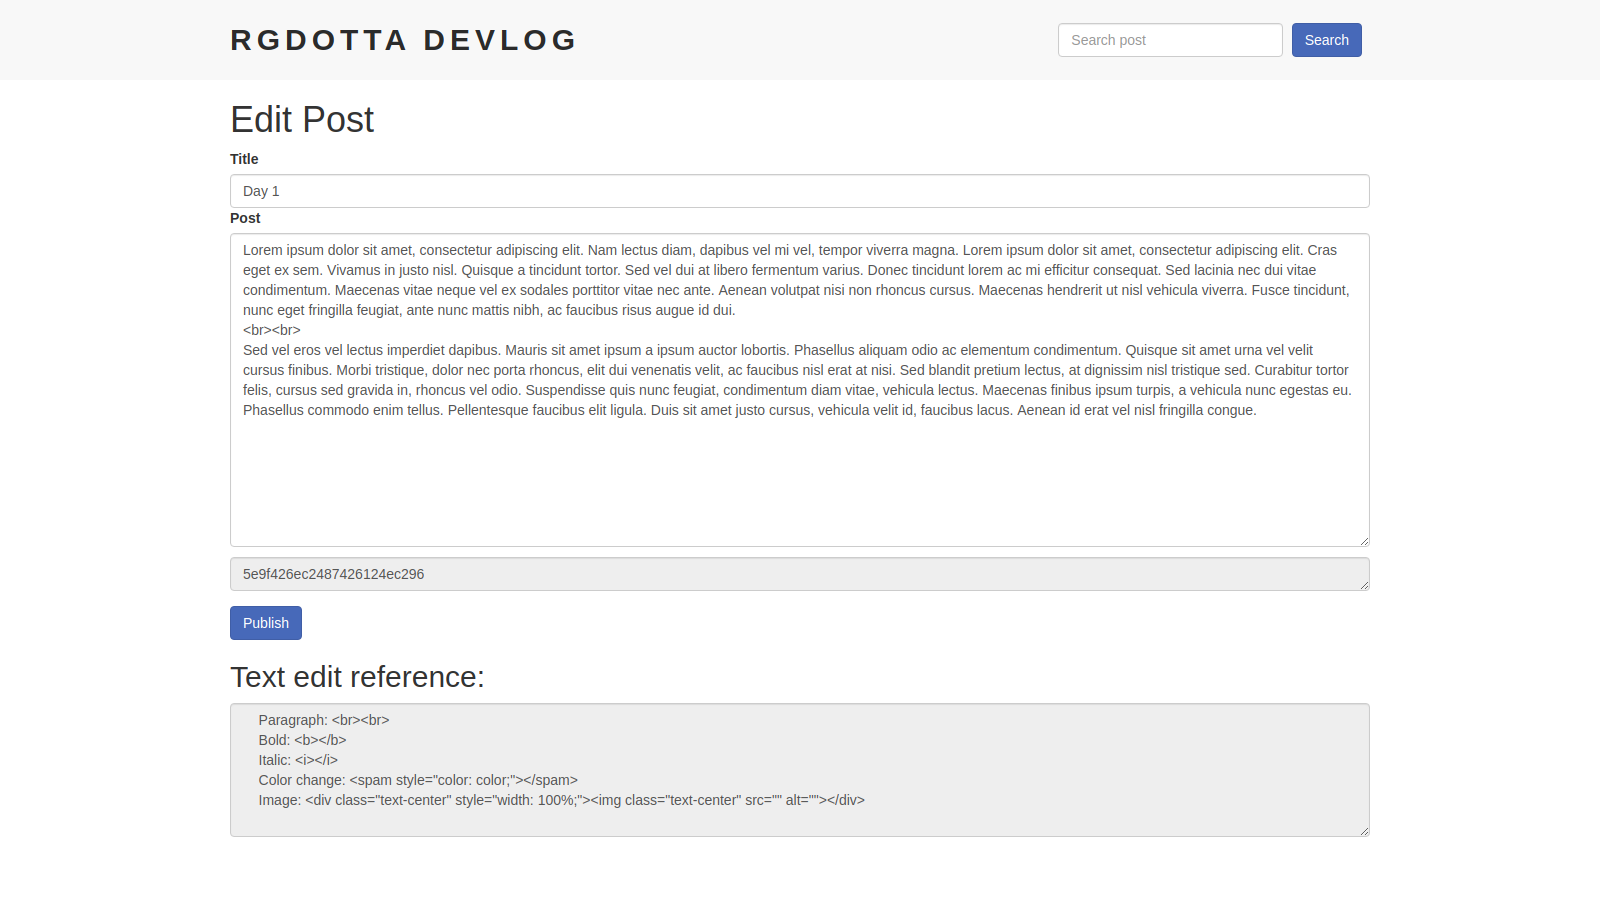 RGDOTTA DEVLOG
Search post
Search
Edit Post
Title
Day 1
Post
Lorem ipsum dolor sit amet, consectetur adipiscing elit. Nam lectus diam, dapibus vel mi vel, tempor viverra magna. Lorem ipsum dolor sit amet, consectetur adipiscing elit. Cras
eget ex sem. Vivamus in justo nisl. Quisque a tincidunt tortor. Sed vel dui at libero fermentum varius. Donec tincidunt lorem ac mi efficitur consequat. Sed lacinia nec dui vitae
condimentum. Maecenas vitae neque vel ex sodales porttitor vitae nec ante. Aenean volutpat nisi non rhoncus cursus. Maecenas hendrerit ut nisl vehicula viverra. Fusce tincidunt,
nunc eget fringilla feugiat, ante nunc mattis nibh, ac faucibus risus augue id dui.
<br><br>
Sed vel eros vel lectus imperdiet dapibus. Mauris sit amet ipsum a ipsum auctor lobortis. Phasellus aliquam odio ac elementum condimentum. Quisque sit amet urna vel velit
cursus finibus. Morbi tristique, dolor nec porta rhoncus, elit dui venenatis velit, ac faucibus nisl erat at nisi. Sed blandit pretium lectus, at dignissim nisl tristique sed. Curabitur tortor
felis, cursus sed gravida in, rhoncus vel odio. Suspendisse quis nunc feugiat, condimentum diam vitae, vehicula lectus. Maecenas finibus ipsum turpis, a vehicula nunc egestas eu.
Phasellus commodo enim tellus. Pellentesque faucibus elit ligula. Duis sit amet justo cursus, vehicula velit id, faucibus lacus. Aenean id erat vel nisl fringilla congue.
5e9f426ec2487426124ec296
Publish
Text edit reference:
Paragraph: <br><br>
Bold: <b></b>
Italic: <i></i>
Color change: <spam style="color: color;"></spam>
Image: <div class="text-center" style="width: 100%;"><img class="text-center" src="" alt=""></div>